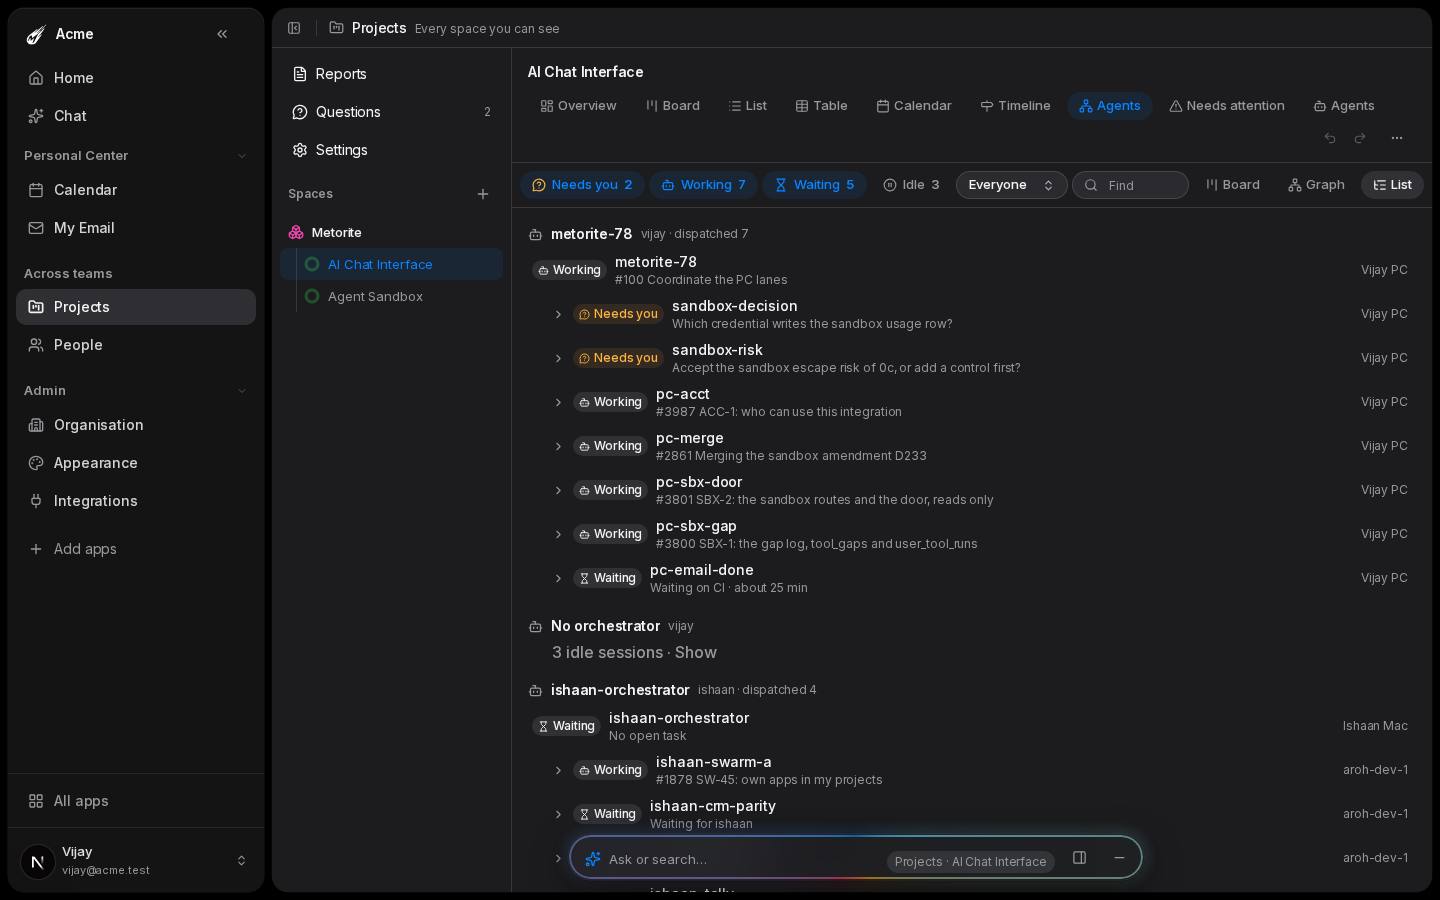 Acme
Home
Chat
Personal Center
Calendar
My Email
Across teams
Projects
People
Admin
Organisation
Appearance
Integrations
Add apps
All apps
Vijay
vijay@acme.test
Projects Every space you can see
Reports
Questions 2
Settings
Spaces
Metorite
AI Chat Interface
Agent Sandbox
AI Chat Interface
Overview Board List Table Calendar Timeline Agents Needs attention Agents
Needs you 2 Working 7 Waiting 5 Idle 3 Everyone Find Board Graph List
metorite-78 vijay · dispatched 7
Working metorite-78 Vijay PC
#100 Coordinate the PC lanes
Needs you sandbox-decision Vijay PC
Which credential writes the sandbox usage row?
Needs you sandbox-risk Vijay PC
Accept the sandbox escape risk of 0c, or add a control first?
Working pc-acct Vijay PC
#3987 ACC-1: who can use this integration
Working pc-merge Vijay PC
#2861 Merging the sandbox amendment D233
Working pc-sbx-door Vijay PC
#3801 SBX-2: the sandbox routes and the door, reads only
Working pc-sbx-gap Vijay PC
#3800 SBX-1: the gap log, tool_gaps and user_tool_runs
Waiting pc-email-done Vijay PC
Waiting on CI · about 25 min
No orchestrator vijay
3 idle sessions · Show
ishaan-orchestrator ishaan · dispatched 4
Waiting ishaan-orchestrator Ishaan Mac
No open task
Working ishaan-swarm-a aroh-dev-1
#1878 SW-45: own apps in my projects
Waiting ishaan-crm-parity aroh-dev-1
Waiting for ishaan
Ask or search… Projects · AI Chat Interface
aroh-dev-1